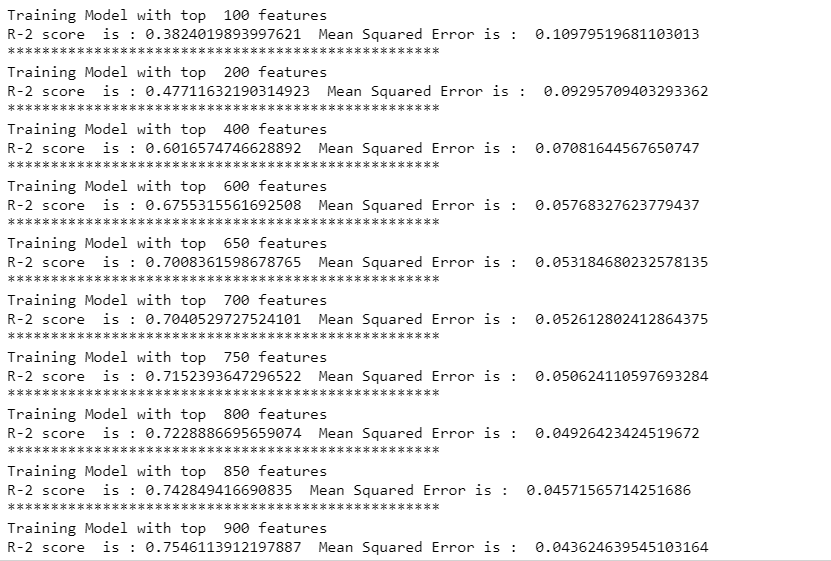 Training Model with top  100 features
R-2 score  is : 0.3824019893997621  Mean Squared Error is :  0.10979519681103013
**************************************************
Training Model with top  200 features
R-2 score  is : 0.47711632190314923  Mean Squared Error is :  0.09295709403293362
**************************************************
Training Model with top  400 features
R-2 score  is : 0.6016574746628892  Mean Squared Error is :  0.07081644567650747
**************************************************
Training Model with top  600 features
R-2 score  is : 0.6755315561692508  Mean Squared Error is :  0.05768327623779437
**************************************************
Training Model with top  650 features
R-2 score  is : 0.7008361598678765  Mean Squared Error is :  0.053184680232578135
**************************************************
Training Model with top  700 features
R-2 score  is : 0.7040529727524101  Mean Squared Error is :  0.052612802412864375
**************************************************
Training Model with top  750 features
R-2 score  is : 0.7152393647296522  Mean Squared Error is :  0.050624110597693284
**************************************************
Training Model with top  800 features
R-2 score  is : 0.7228886695659074  Mean Squared Error is :  0.04926423424519672
**************************************************
Training Model with top  850 features
R-2 score  is : 0.742849416690835  Mean Squared Error is :  0.04571565714251686
**************************************************
Training Model with top  900 features
R-2 score  is : 0.7546113912197887  Mean Squared Error is :  0.043624639545103164